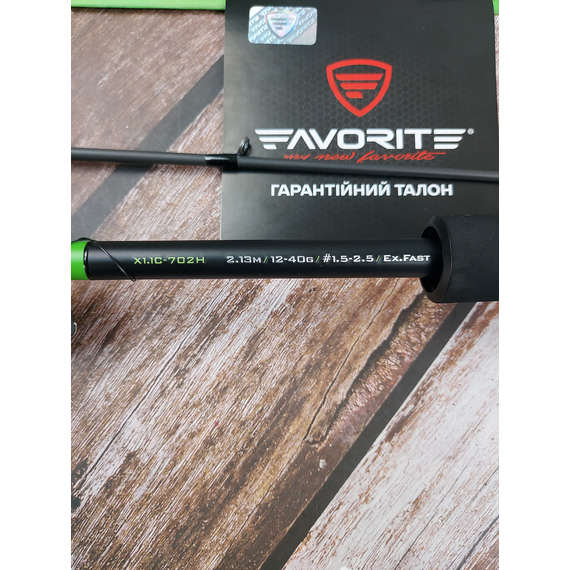 FAVORITE®
my new favorite
ГАРАНТІЙНИЙ ТАЛОН
X1.1C-702H 2.13M/12-40G/#1.5-2.5/EX.FAST